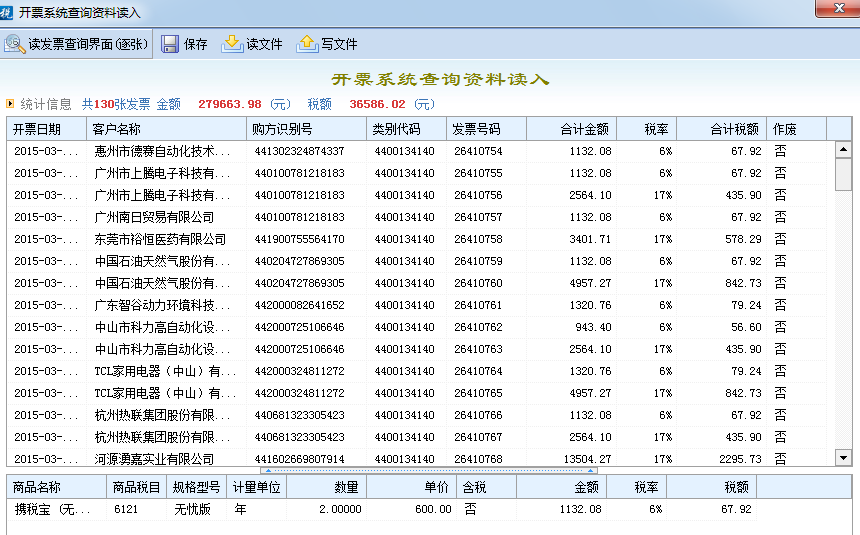 税 开票系统查询资料读入
读发票查询界面(逐张) 保存 读文件 写文件
开票系统查询资料读入
统计信息 共130张发票 金额 279663.98 (元) 税额 36586.02 (元)
开票日期 客户名称 购方识别号 类别代码 发票号码 合计金额 税率 合计税额 作废
2015-03-... 惠州市德赛自动化技术... 441302324874337 4400134140 26410754 1132.08 6% 67.92 否
2015-03-... 广州市上腾电子科技有... 440100781218183 4400134140 26410755 1132.08 6% 67.92 否
2015-03-... 广州市上腾电子科技有... 440100781218183 4400134140 26410756 2564.10 17% 435.90 否
2015-03-... 广州南日贸易有限公司 440100781218183 4400134140 26410757 1132.08 6% 67.92 否
2015-03-... 东莞市裕恒医药有限公司 441900755564170 4400134140 26410758 3401.71 17% 578.29 否
2015-03-... 中国石油天然气股份有... 440204727869305 4400134140 26410759 1132.08 6% 67.92 否
2015-03-... 中国石油天然气股份有... 440204727869305 4400134140 26410760 4957.27 17% 842.73 否
2015-03-... 广东智谷动力环境科技... 442000082641652 4400134140 26410761 1320.76 6% 79.24 否
2015-03-... 中山市科力高自动化设... 442000725106646 4400134140 26410762 943.40 6% 56.60 否
2015-03-... 中山市科力高自动化设... 442000725106646 4400134140 26410763 2564.10 17% 435.90 否
2015-03-... TCL家用电器（中山）有... 442000324811272 4400134140 26410764 1320.76 6% 79.24 否
2015-03-... TCL家用电器（中山）有... 442000324811272 4400134140 26410765 4957.27 17% 842.73 否
2015-03-... 杭州热联集团股份有限... 440681323305423 4400134140 26410766 1132.08 6% 67.92 否
2015-03-... 杭州热联集团股份有限... 440681323305423 4400134140 26410767 2564.10 17% 435.90 否
2015-03-... 河源湧嘉实业有限公司 441602669807914 4400134140 26410768 13504.27 17% 2295.73 否
商品名称 商品税目 规格型号 计量单位 数量 单价 含税 金额 税率 税额
携税宝（无... 6121 无忧版 年 2.00000 600.00 否 1132.08 6% 67.92